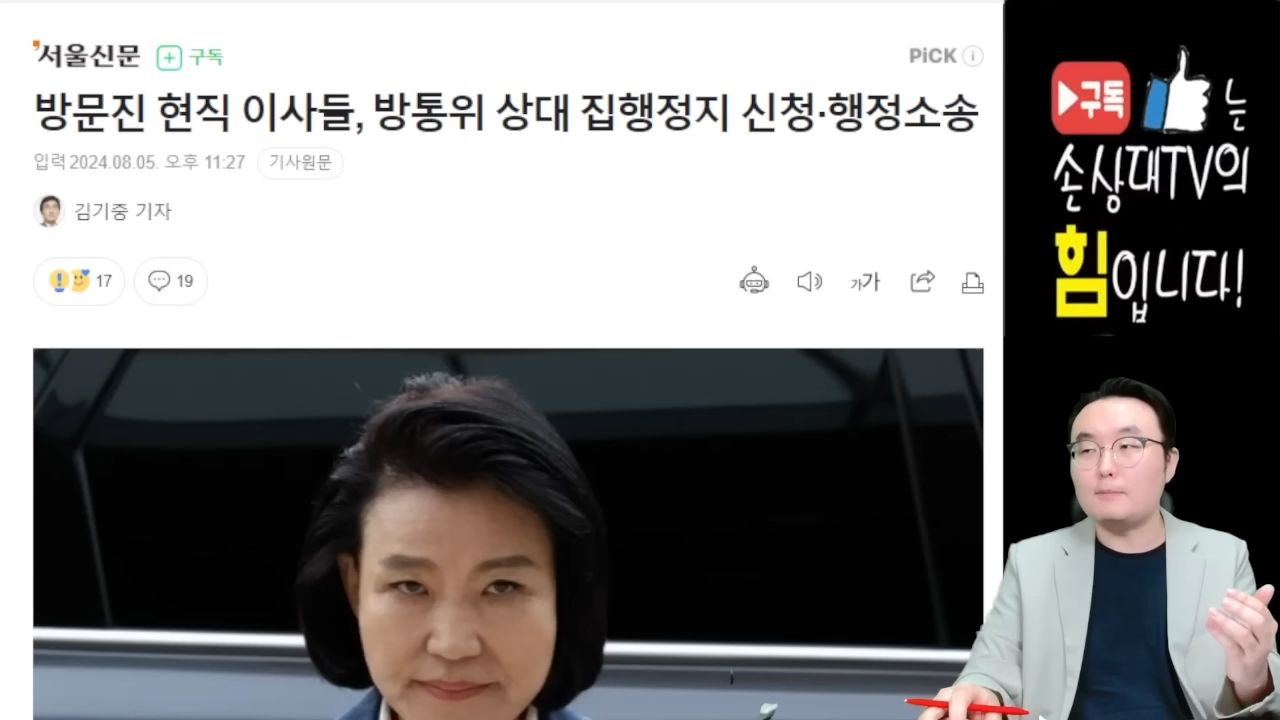 서울신문 구독
PiCK
방문진 현직 이사들, 방통위 상대 집행정지 신청·행정소송
입력 2024.08.05. 오후 11:27 기사원문
김기중 기자
17 19
가가
구독 는
손상대TV의
힘입니다!